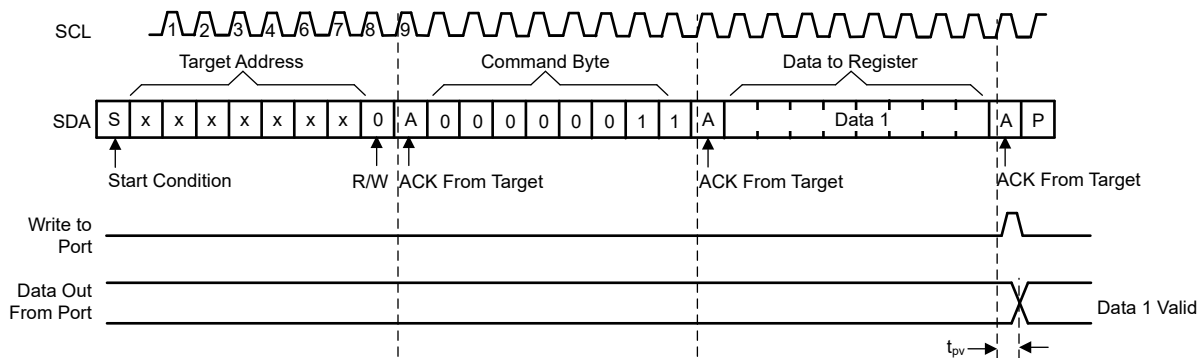 SCL 1 2 3 4 6 7 8 9
Target Address Command Byte Data to Register
SDA S x x x x x x x 0 A 0 0 0 0 0 0 1 1 A Data 1 A P
Start Condition R/W ACK From Target ACK From Target ACK From Target
Write to
Port
Data Out
From Port
Data 1 Valid
tpv